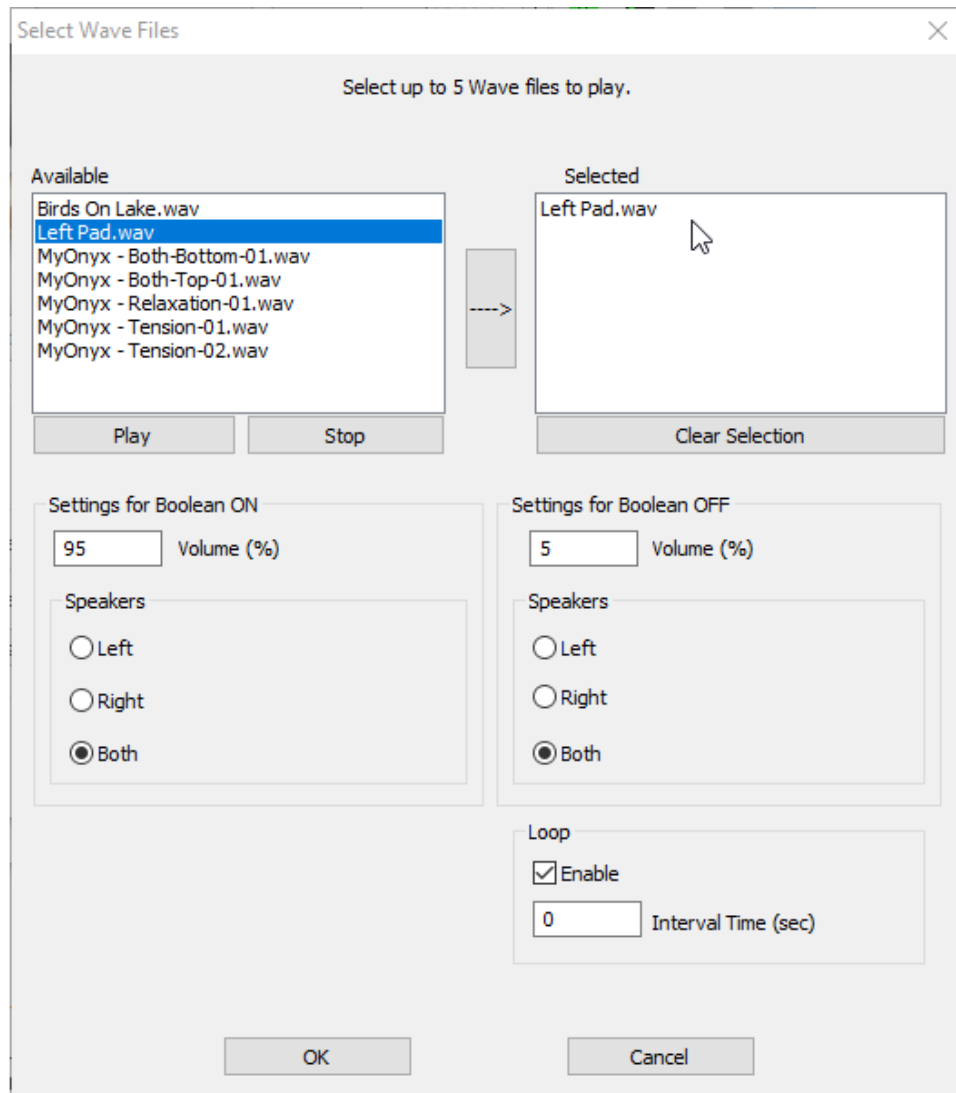 Select Wave Files
Select up to 5 Wave files to play.
Available
Birds On Lake.wav
Left Pad.wav
MyOnyx - Both-Bottom-01.wav
MyOnyx - Both-Top-01.wav
MyOnyx - Relaxation-01.wav
MyOnyx - Tension-01.wav
MyOnyx - Tension-02.wav
Play Stop
---->
Selected
Left Pad.wav
Clear Selection
Settings for Boolean ON
95 Volume (%)
Speakers
Left
Right
Both
Settings for Boolean OFF
5 Volume (%)
Speakers
Left
Right
Both
Loop
Enable
0 Interval Time (sec)
OK Cancel